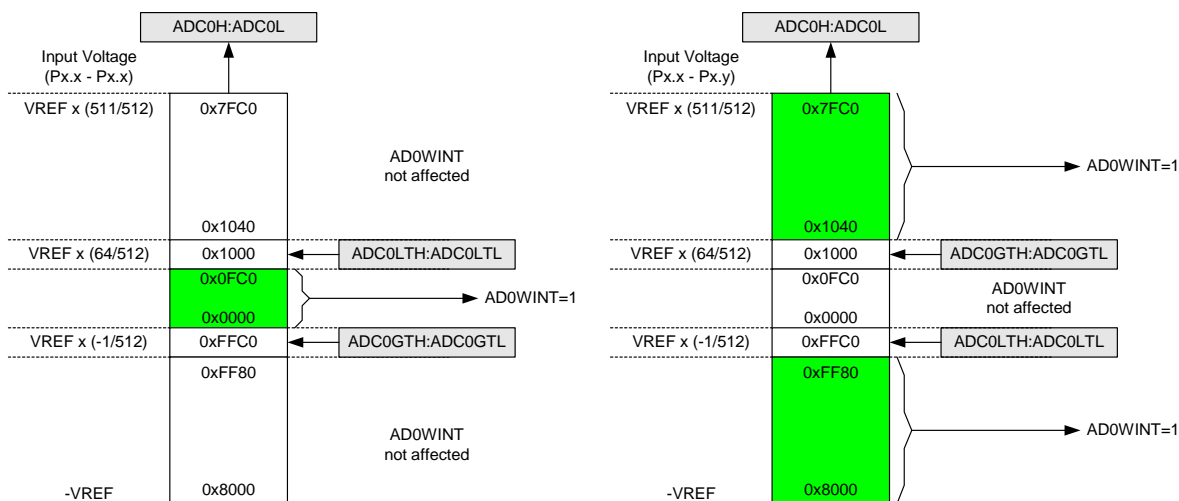 ADC0H:ADC0L
Input Voltage
(Px.x - Px.x)
VREF x (511/512)
0x7FC0
AD0WINT
not affected
0x1040
VREF x (64/512)
0x1000
ADC0LTH:ADC0LTL
0x0FC0
AD0WINT=1
0x0000
VREF x (-1/512)
0xFFC0
ADC0GTH:ADC0GTL
0xFF80
AD0WINT
not affected
-VREF
0x8000
ADC0H:ADC0L
Input Voltage
(Px.x - Px.y)
VREF x (511/512)
0x7FC0
AD0WINT=1
0x1040
VREF x (64/512)
0x1000
ADC0GTH:ADC0GTL
0x0FC0
AD0WINT
not affected
0x0000
VREF x (-1/512)
0xFFC0
ADC0LTH:ADC0LTL
0xFF80
AD0WINT=1
-VREF
0x8000